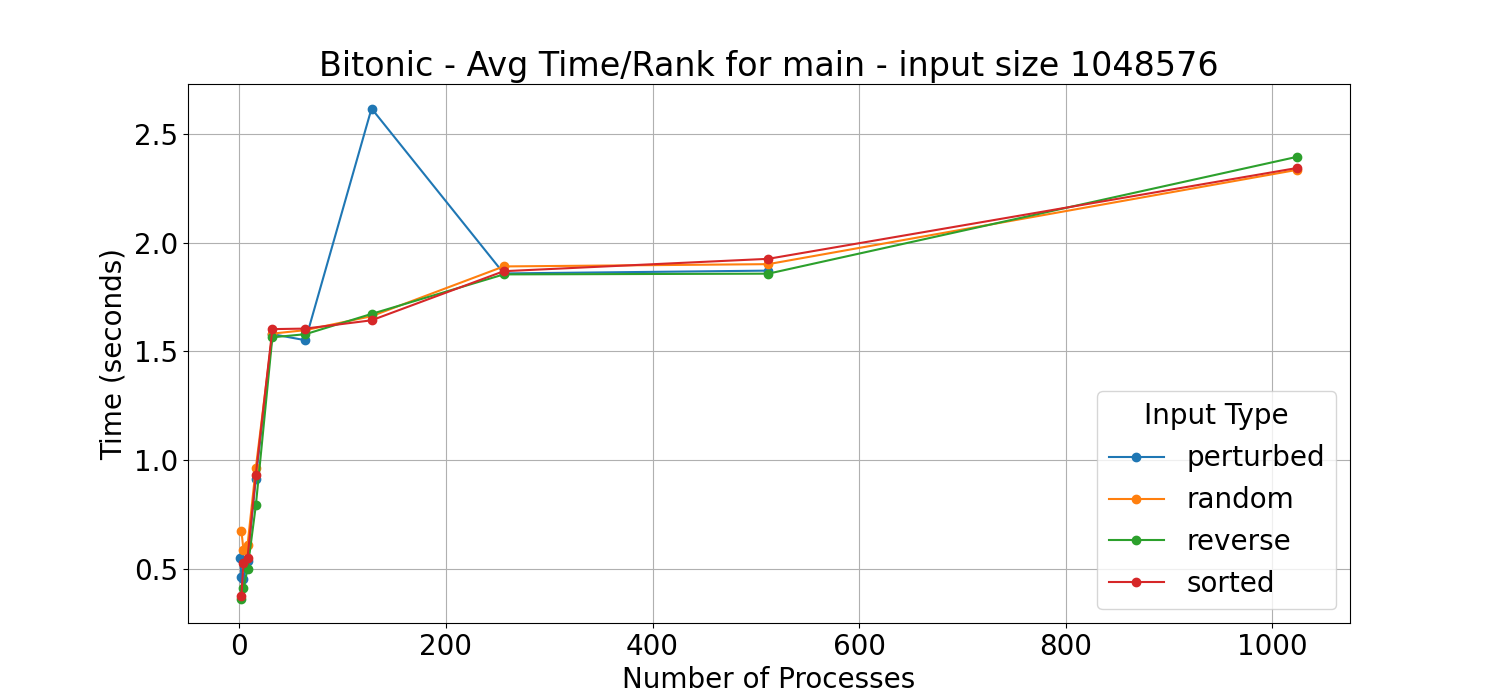 Bitonic - Avg Time/Rank for main - input size 1048576
Time (seconds)
2.5
2.0
1.5
1.0
0.5
0 200 400 600 800 1000
Number of Processes
Input Type
perturbed
random
reverse
sorted